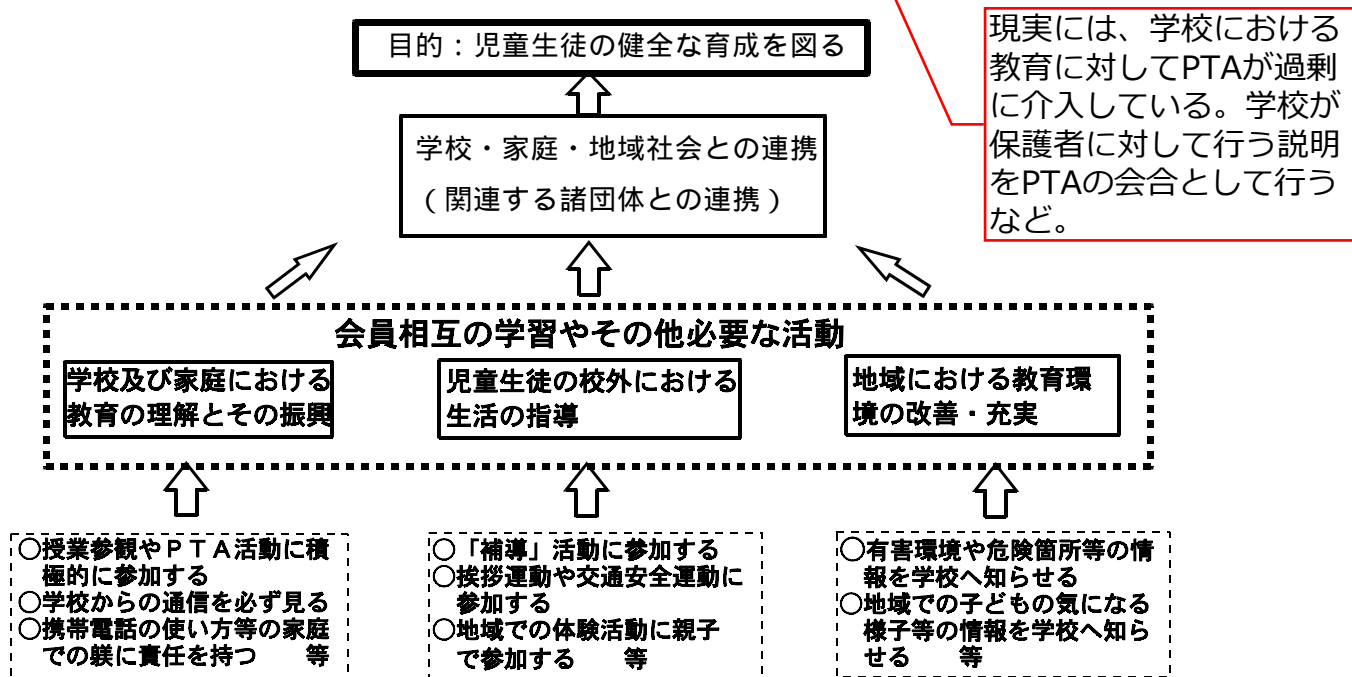 目的：児童生徒の健全な育成を図る
現実には、学校における
教育に対してPTAが過剰
に介入している。学校が
保護者に対して行う説明
をPTAの会合として行う
など。
学校・家庭・地域社会との連携
（関連する諸団体との連携）
会員相互の学習やその他必要な活動
学校及び家庭における
教育の理解とその振興
児童生徒の校外における
生活の指導
地域における教育環
境の改善・充実
○授業参観やＰＴＡ活動に積
極的に参加する
○学校からの通信を必ず見る
○携帯電話の使い方等の家庭
での躾に責任を持つ　等
○「補導」活動に参加する
○挨拶運動や交通安全運動に
参加する
○地域での体験活動に親子
で参加する　等
○有害環境や危険箇所等の情
報を学校へ知らせる
○地域での子どもの気になる
様子等の情報を学校へ知ら
せる　等